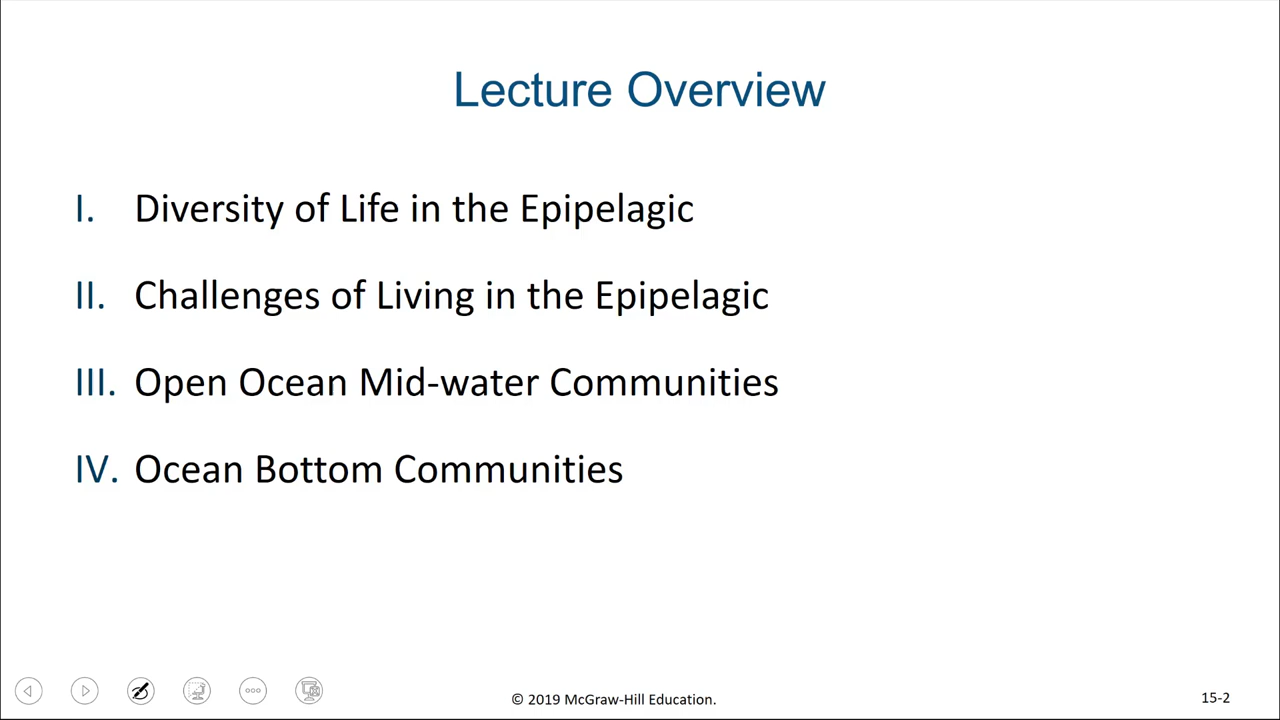 Lecture Overview
I. Diversity of Life in the Epipelagic
II. Challenges of Living in the Epipelagic
III. Open Ocean Mid-water Communities
IV. Ocean Bottom Communities
© 2019 McGraw-Hill Education.
15-2